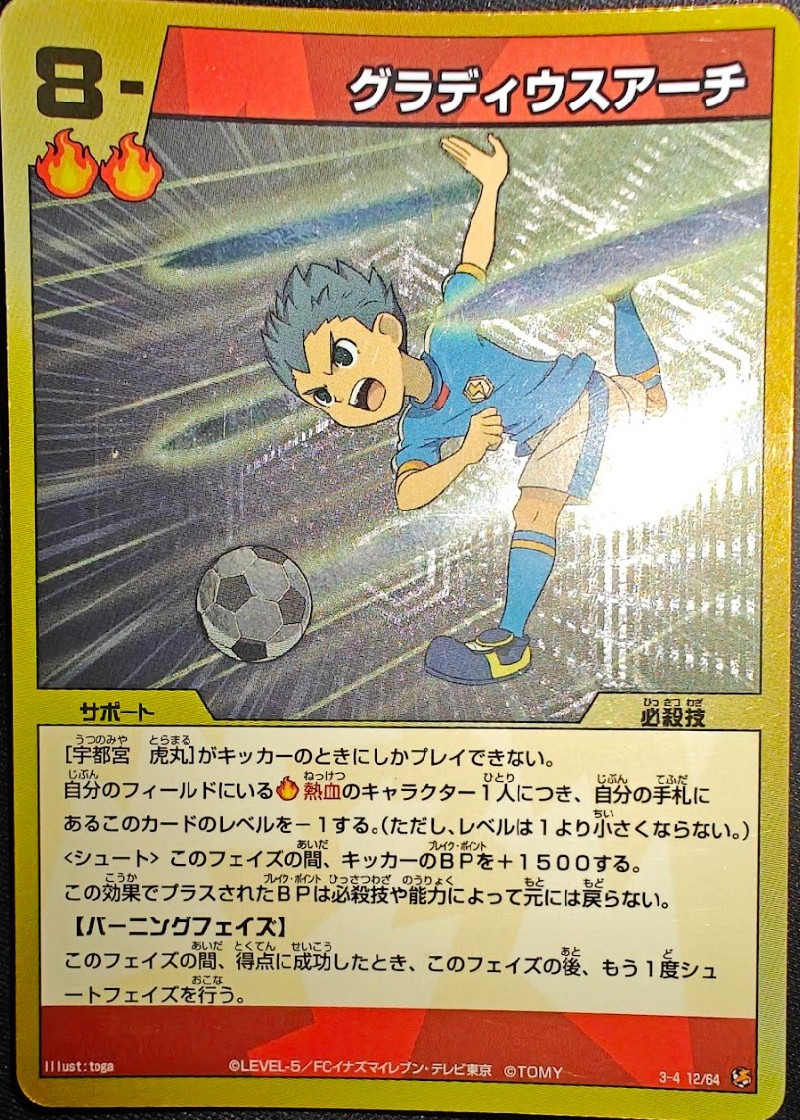 8-
グラディウスアーチ
サポート
必殺技
[宇都宮 虎丸]がキッカーのときにしかプレイできない。
自分のフィールドにいる熱血のキャラクター1人につき、自分の手札に
あるこのカードのレベルを−1する。(ただし、レベルは1より小さくならない。)
<シュート> このフェイズの間、キッカーのBPを+1500する。
この効果でプラスされたBPは必殺技や能力によって元には戻らない。
【バーニングフェイズ】
このフェイズの間、得点に成功したとき、このフェイズの後、もう1度シュ
ートフェイズを行う。
Illust:toga
©LEVEL-5/FCイナズマイレブン・テレビ東京 ©TOMY
3-4 12/64